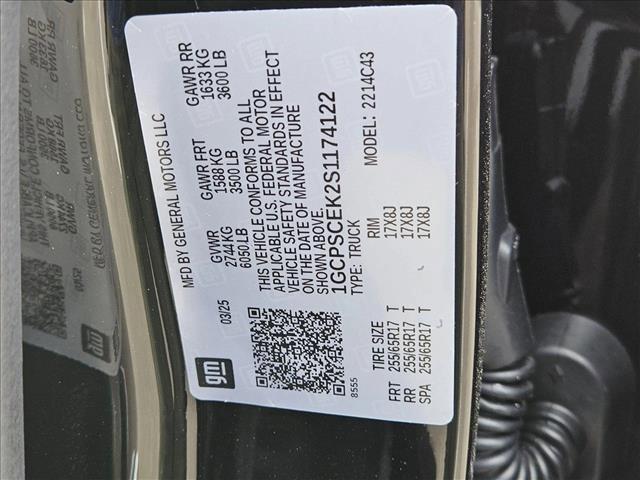 gm
MFD BY GENERAL MOTORS LLC
03/25
GVWR
2744 KG
6050 LB
GAWR FRT
1588 KG
3500 LB
GAWR RR
1633 KG
3600 LB
THIS VEHICLE CONFORMS TO ALL
APPLICABLE U.S. FEDERAL MOTOR
VEHICLE SAFETY STANDARDS IN EFFECT
ON THE DATE OF MANUFACTURE
SHOWN ABOVE.
1GCPSCEK2S1174122
TYPE: TRUCK
MODEL: 2214C43
8555
TIRE SIZE
RIM
FRT 255/65R17 T 17X8J
RR 255/65R17 T 17X8J
SPA 255/65R17 T 17X8J